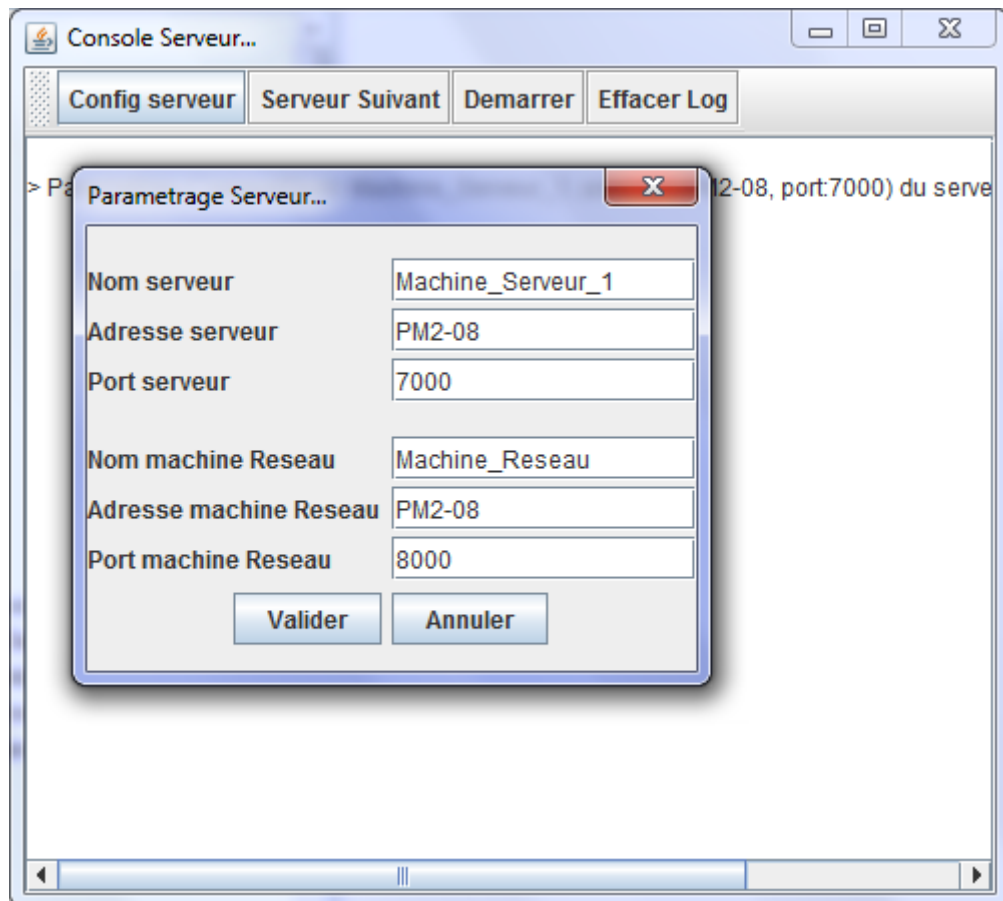 Console Serveur...
Config serveur Serveur Suivant Demarrer Effacer Log
> Pa 2-08, port:7000) du serve
Parametrage Serveur...
Nom serveur Machine_Serveur_1
Adresse serveur PM2-08
Port serveur 7000
Nom machine Reseau Machine_Reseau
Adresse machine Reseau PM2-08
Port machine Reseau 8000
Valider Annuler